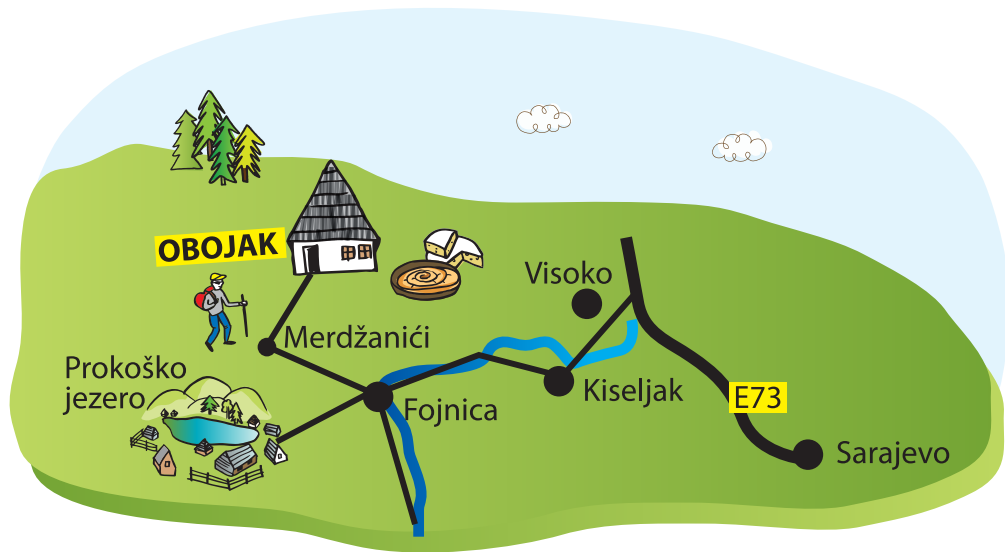 OBOJAK
Visoko
Merdžanići
Prokoško
jezero
Fojnica
Kiseljak
E73
Sarajevo